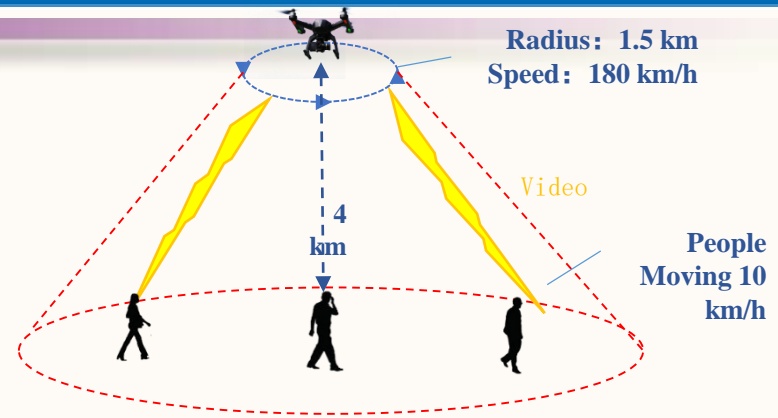 Radius：1.5 km
Speed：180 km/h
Video
4
km
People
Moving 10
km/h